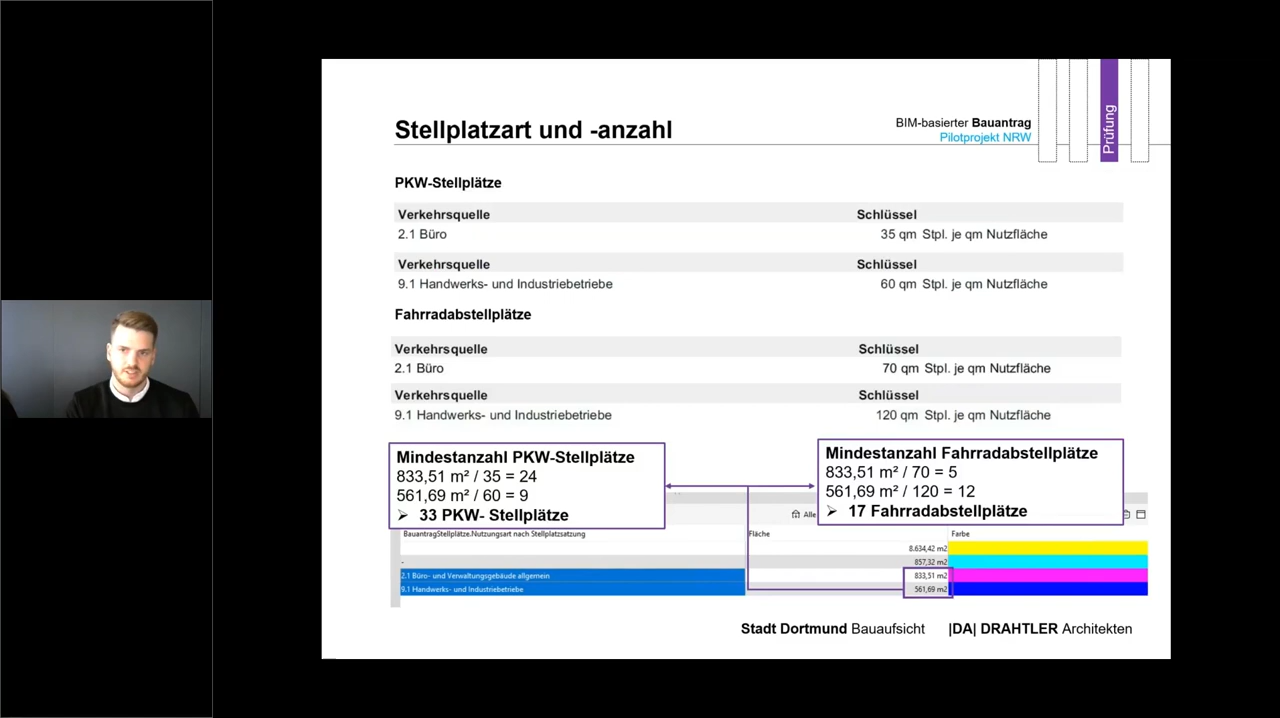 Prüfung
Stellplatzart und -anzahl
BIM-basierter Bauantrag
Pilotprojekt NRW
PKW-Stellplätze
Verkehrsquelle Schlüssel
2.1 Büro 35 qm Stpl. je qm Nutzfläche
Verkehrsquelle Schlüssel
9.1 Handwerks- und Industriebetriebe 60 qm Stpl. je qm Nutzfläche
Fahrradabstellplätze
Verkehrsquelle Schlüssel
2.1 Büro 70 qm Stpl. je qm Nutzfläche
Verkehrsquelle Schlüssel
9.1 Handwerks- und Industriebetriebe 120 qm Stpl. je qm Nutzfläche
Mindestanzahl PKW-Stellplätze
833,51 m² / 35 = 24
561,69 m² / 60 = 9
➢ 33 PKW- Stellplätze
Mindestanzahl Fahrradabstellplätze
833,51 m² / 70 = 5
561,69 m² / 120 = 12
➢ 17 Fahrradabstellplätze
Alle
BauantragStellplätze.Nutzungsart nach Stellplatzsatzung Fläche Farbe
8.634,42 m2
- 857,32 m2
2.1 Büro- und Verwaltungsgebäude allgemein 833,51 m2
9.1 Handwerks- und Industriebetriebe 561,69 m2
Stadt Dortmund Bauaufsicht |DA| DRAHTLER Architekten